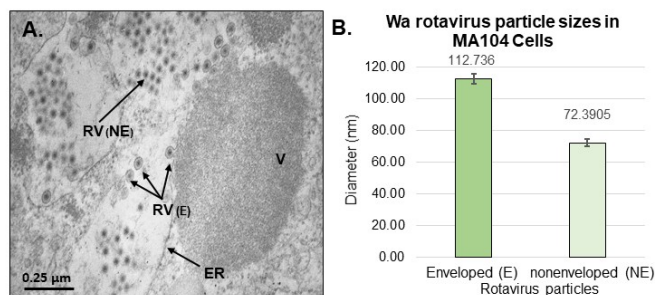 A.
RV(NE)
V
RV(E)
ER
0.25 µm
B.
Wa rotavirus particle sizes in
MA104 Cells
112.736
72.3905
Diameter (nm)
120.00
100.00
80.00
60.00
40.00
20.00
0.00
Enveloped (E) nonenveloped (NE)
Rotavirus particles